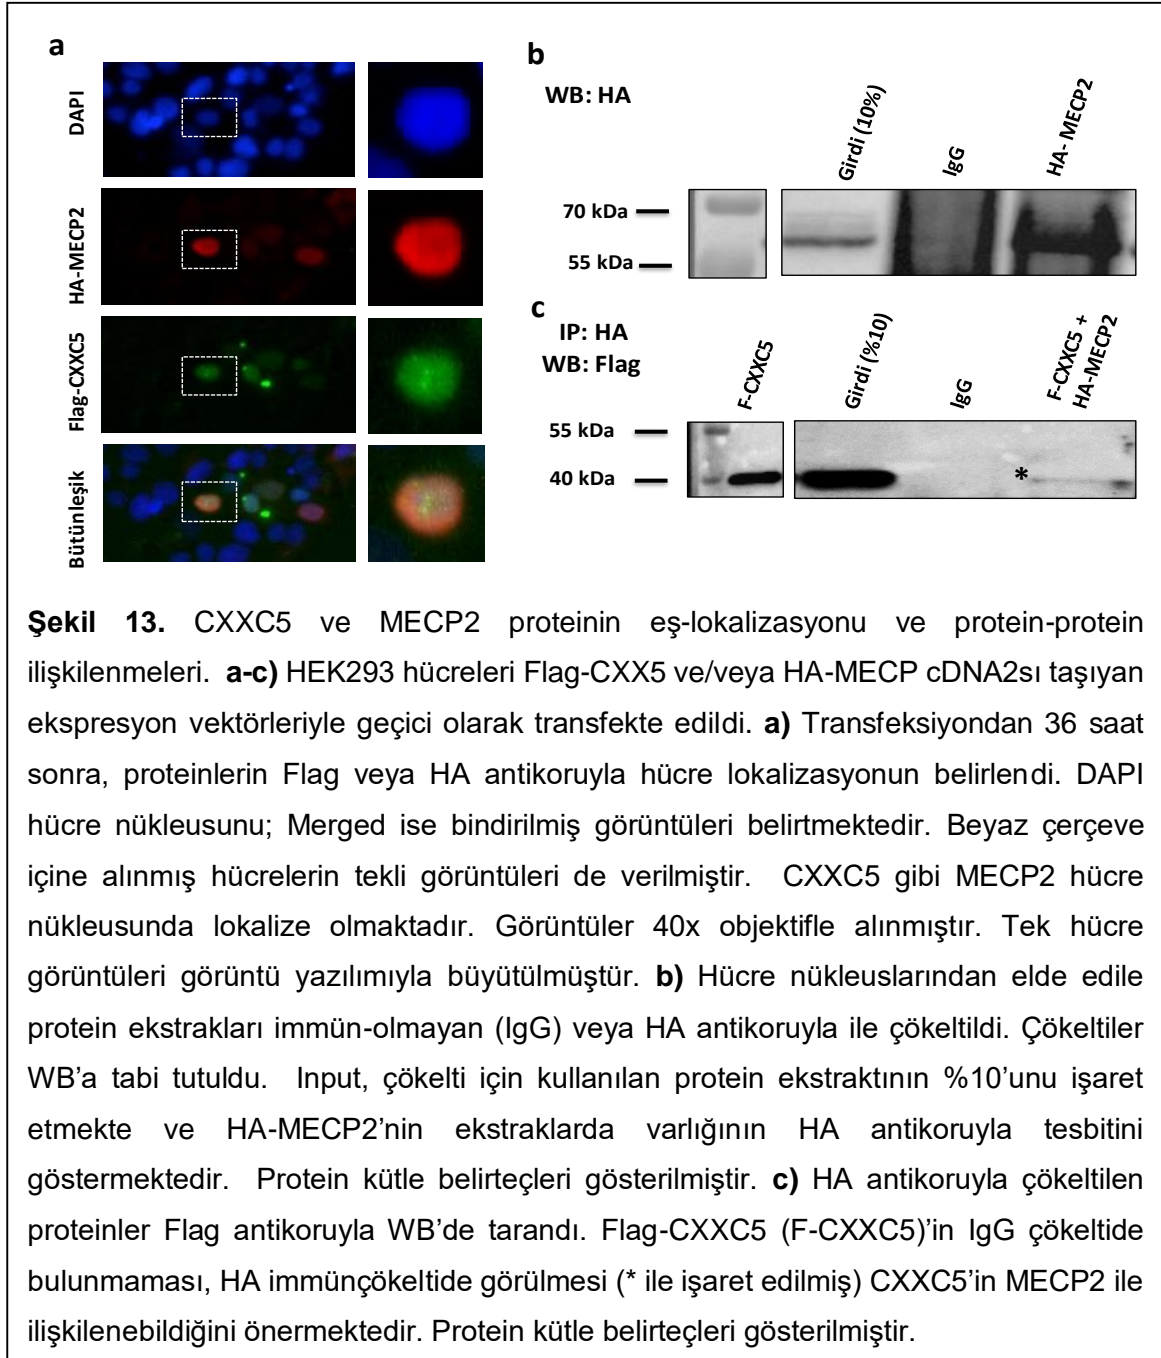 a
DAPI
HA-MECP2
Flag-CXXC5
Bütünleşik
b
WB: HA
Girdi (10%)
IgG
HA- MECP2
70 kDa
55 kDa
c
IP: HA
WB: Flag
F-CXXC5
Girdi (%10)
IgG
F-CXXC5 +
HA-MECP2
55 kDa
40 kDa
*
Şekil 13. CXXC5 ve MECP2 proteinin eş-lokalizasyonu ve protein-protein
ilişkilenmeleri. a-c) HEK293 hücreleri Flag-CXX5 ve/veya HA-MECP cDNA2sı taşıyan
ekspresyon vektörleriyle geçici olarak transfekte edildi. a) Transfeksiyondan 36 saat
sonra, proteinlerin Flag veya HA antikoruyla hücre lokalizasyonun belirlendi. DAPI
hücre nükleusunu; Merged ise bindirilmiş görüntüleri belirtmektedir. Beyaz çerçeve
içine alınmış hücrelerin tekli görüntüleri de verilmiştir. CXXC5 gibi MECP2 hücre
nükleusunda lokalize olmaktadır. Görüntüler 40x objektifle alınmıştır. Tek hücre
görüntüleri görüntü yazılımıyla büyütülmüştür. b) Hücre nükleuslarından elde edile
protein ekstrakları immün-olmayan (IgG) veya HA antikoruyla ile çökeltildi. Çökeltiler
WB’a tabi tutuldu. Input, çökelti için kullanılan protein ekstraktının %10’unu işaret
etmekte ve HA-MECP2’nin ekstraklarda varlığının HA antikoruyla tesbitini
göstermektedir. Protein kütle belirteçleri gösterilmiştir. c) HA antikoruyla çökeltilen
proteinler Flag antikoruyla WB’de tarandı. Flag-CXXC5 (F-CXXC5)’in IgG çökeltide
bulunmaması, HA immünçökeltide görülmesi (* ile işaret edilmiş) CXXC5’in MECP2 ile
ilişkilenebildiğini önermektedir. Protein kütle belirteçleri gösterilmiştir.